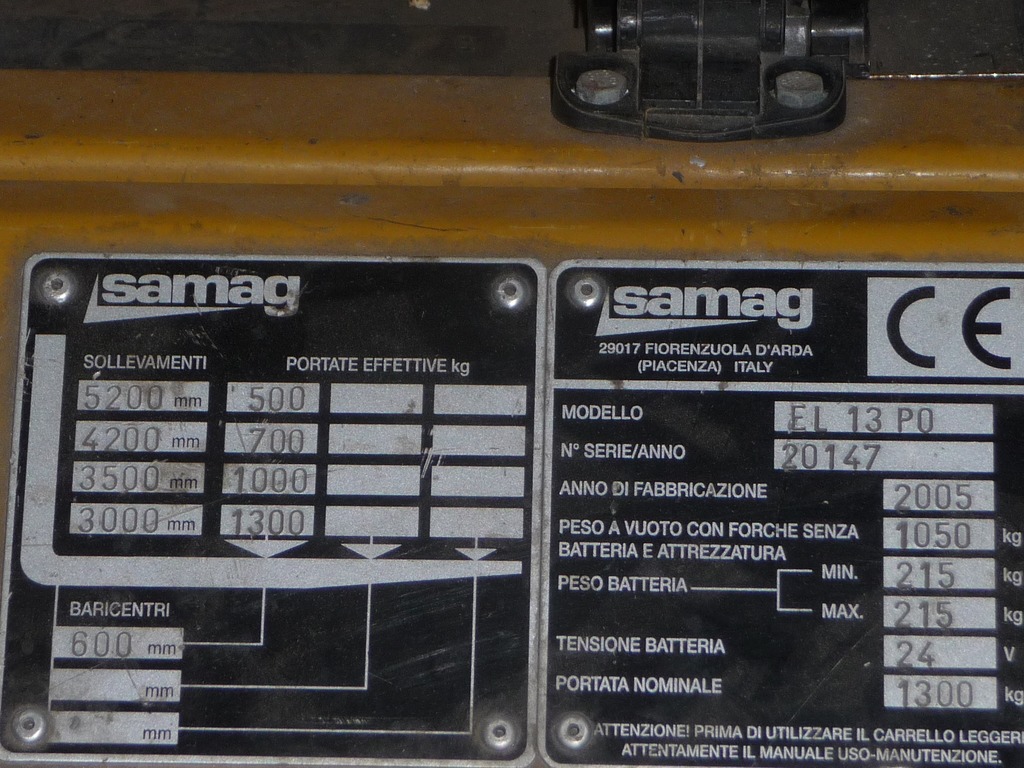 samag
SOLLEVAMENTI PORTATE EFFETTIVE kg
5200 mm 500
4200 mm 700
3500 mm 1000
3000 mm 1300
BARICENTRI
600 mm
mm
mm
samag
29017 FIORENZUOLA D'ARDA
(PIACENZA) ITALY
CE
MODELLO EL 13 PO
N° SERIE/ANNO 20147
ANNO DI FABBRICAZIONE 2005
PESO A VUOTO CON FORCHE SENZA
BATTERIA E ATTREZZATURA 1050 kg
PESO BATTERIA MIN. 215 kg
MAX. 215 kg
TENSIONE BATTERIA 24 V
PORTATA NOMINALE 1300 kg
ATTENZIONE! PRIMA DI UTILIZZARE IL CARRELLO LEGGERE
ATTENTAMENTE IL MANUALE USO-MANUTENZIONE.